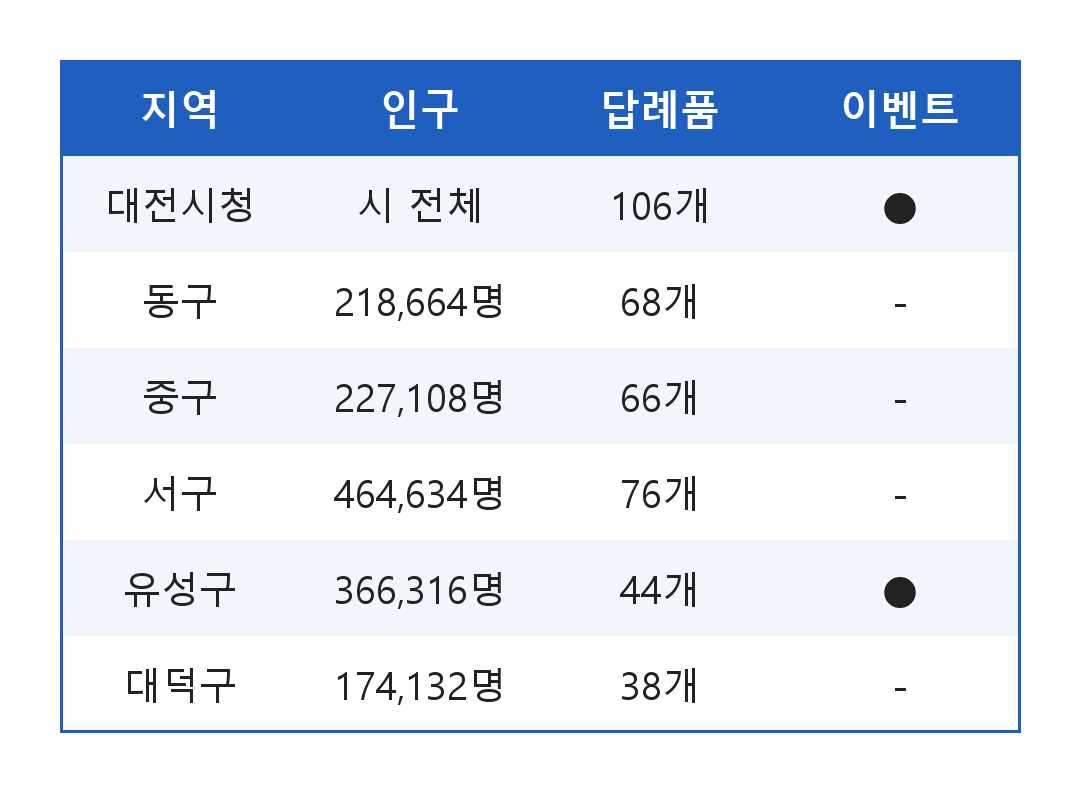 지역 인구 답례품 이벤트
대전시청 시 전체 106개 ●
동구 218,664명 68개 -
중구 227,108명 66개 -
서구 464,634명 76개 -
유성구 366,316명 44개 ●
대덕구 174,132명 38개 -